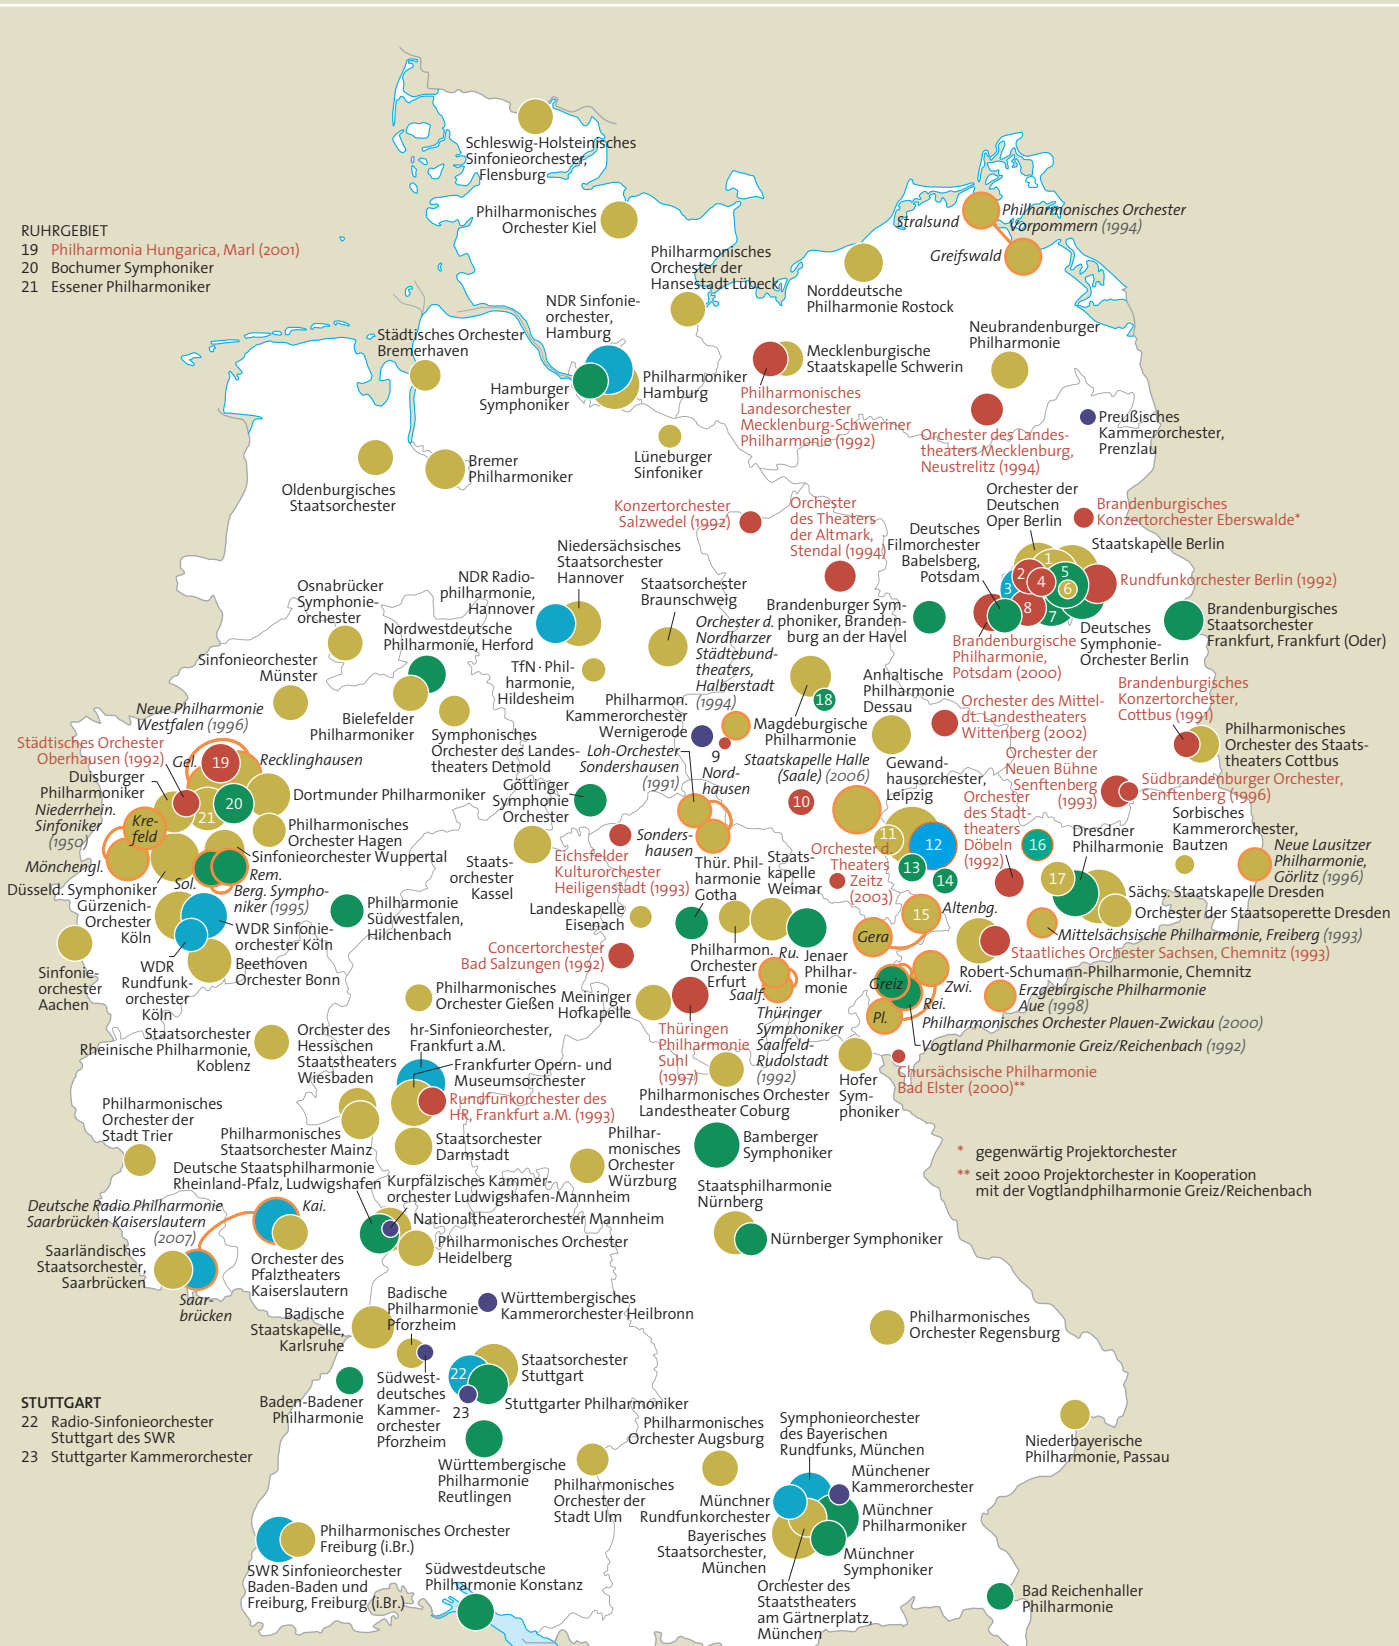 Schleswig-Holsteinisches
Sinfonieorchester,
Flensburg
Philharmonisches
Orchester Kiel
Stralsund
Philharmonisches Orchester
Vorpommern (1994)
Greifswald
RUHRGEBIET
19 Philharmonia Hungarica, Marl (2001)
20 Bochumer Symphoniker
21 Essener Philharmoniker
Philharmonisches
Orchester der
Hansestadt Lübeck
Norddeutsche
Philharmonie Rostock
NDR Sinfonie-
orchester,
Hamburg
Städtisches Orchester
Bremerhaven
Neubrandenburger
Philharmonie
Mecklenburgische
Staatskapelle Schwerin
Hamburger
Symphoniker
Philharmoniker
Hamburg
Philharmonisches
Landesorchester
Mecklenburg-Schweriner
Philharmonie (1992)
Orchester des Landes-
theaters Mecklenburg,
Neustrelitz (1994)
Preußisches
Kammerorchester,
Prenzlau
Lüneburger
Sinfoniker
Bremer
Philharmoniker
Oldenburgisches
Staatsorchester
Konzertorchester
Salzwedel (1992)
Orchester
des Theaters
der Altmark,
Stendal (1994)
Orchester der
Deutschen
Oper Berlin
Brandenburgisches
Konzertorchester Eberswalde*
Deutsches
Filmorchester
Babelsberg,
Potsdam
Staatskapelle Berlin
1
2
3
4
5
6
7
8
Rundfunkorchester Berlin (1992)
Niedersächsisches
Staatsorchester
Hannover
NDR Radio-
philharmonie,
Hannover
Staatsorchester
Braunschweig
Osnabrücker
Symphonie-
orchester
Nordwestdeutsche
Philharmonie, Herford
Brandenburger Sym-
phoniker, Branden-
burg an der Havel
Brandenburgisches
Staatsorchester
Frankfurt, Frankfurt (Oder)
Deutsches
Symphonie-
Orchester Berlin
Brandenburgische
Philharmonie,
Potsdam (2000)
Orchester d.
Nordharzer
Städtebund-
theaters,
Halberstadt
(1994)
Sinfonieorchester
Münster
TfN · Phil-
harmonie,
Hildesheim
Anhaltische
Philharmonie
Dessau
18
Magdeburgische
Philharmonie
Philharmon.
Kammerorchester
Wernigerode
9
Orchester des Mittel-
dt. Landestheaters
Wittenberg (2002)
Brandenburgisches
Konzertorchester,
Cottbus (1991)
Philharmonisches
Orchester des Staats-
theaters Cottbus
Neue Philharmonie
Westfalen (1996)
Bielefelder
Philharmoniker
Symphonisches
Orchester des Landes-
theaters Detmold
Städtisches Orchester
Oberhausen (1992)
Gel.
19
Recklinghausen
Loh-Orchester
Sondershausen
(1991)
Nord-
hausen
Staatskapelle Halle
(Saale) (2006)
Gewand-
hausorchester,
Leipzig
Orchester der
Neuen Bühne
Senftenberg
(1993)
Südbrandenburger Orchester,
Senftenberg (1996)
Duisburger
Philharmoniker
20
21
Dortmunder Philharmoniker
Göttinger
Symphonie
Orchester
10
Orchester
des Stadt-
theaters
Döbeln
(1992)
Niederrhein.
Sinfoniker
(1950)
Kre-
feld
Philharmonisches
Orchester Hagen
Sinfonieorchester Wuppertal
Sonders-
hausen
11
12
13
14
16
Dresdner
Philharmonie
Sorbisches
Kammerorchester,
Bautzen
Neue Lausitzer
Philharmonie,
Görlitz (1996)
Mönchengl.
Düsseld. Symphoniker
Sol.
Rem.
Berg. Sympho-
niker (1995)
Staats-
orchester
Kassel
Eichsfelder
Kulturorchester
Heiligenstadt (1993)
Thür. Phil-
harmonie
Gotha
Staats-
kapelle
Weimar
Orchester d.
Theaters
Zeitz
(2003)
17
Sächs. Staatskapelle Dresden
Orchester der Staatsoperette Dresden
Gürzenich-
Orchester
Köln
WDR Sinfonie-
orchester Köln
Philharmonie
Südwestfalen,
Hilchenbach
Landeskapelle
Eisenach
15
Altenbg.
Gera
Mittelsächsische Philharmonie, Freiberg (1993)
Staatliches Orchester Sachsen, Chemnitz (1993)
Sinfonie-
orchester
Aachen
WDR
Rundfunk-
orchester
Köln
Beethoven
Orchester Bonn
Concertorchester
Bad Salzungen (1992)
Philharmon.
Orchester
Erfurt
Ru.
Saalf.
Jenaer
Philhar-
monie
Robert-Schumann-Philharmonie, Chemnitz
Greiz
Zwi.
Rei.
Pl.
Erzgebirgische Philharmonie
Aue (1998)
Philharmonisches Orchester Plauen-Zwickau (2000)
Vogtland Philharmonie Greiz/Reichenbach (1992)
Philharmonisches
Orchester Gießen
Meininger
Hofkapelle
Thüringen
Philharmonie
Suhl
(1997)
Thüringer
Symphoniker
Saalfeld-
Rudolstadt
(1992)
Staatsorchester
Rheinische Philharmonie,
Koblenz
Orchester des
Hessischen
Staatstheaters
Wiesbaden
hr-Sinfonieorchester,
Frankfurt a.M.
Frankfurter Opern- und
Museumsorchester
Rundfunkorchester des
HR, Frankfurt a.M. (1993)
Hofer
Sym-
phoniker
Chursächsische Philharmonie
Bad Elster (2000)**
Philharmonisches Orchester
Landestheater Coburg
Philharmonisches
Orchester der
Stadt Trier
Philharmonisches
Staatsorchester Mainz
Staatsorchester
Darmstadt
Philhar-
monisches
Orchester
Würzburg
Bamberger
Symphoniker
* gegenwärtig Projektorchester
** seit 2000 Projektorchester in Kooperation
mit der Vogtlandphilharmonie Greiz/Reichenbach
Deutsche Staatsphilharmonie
Rheinland-Pfalz, Ludwigshafen
Kurpfälzisches Kammer-
orchester Ludwigshafen-Mannheim
Staatsphilharmonie
Nürnberg
Deutsche Radio Philharmonie
Saarbrücken Kaiserslautern
(2007)
Kai.
Nationaltheaterorchester Mannheim
Philharmonisches Orchester
Heidelberg
Nürnberger Symphoniker
Saarländisches
Staatsorchester,
Saarbrücken
Orchester des
Pfalztheaters
Kaiserslautern
Saar-
brücken
Badische
Staatskapelle,
Karlsruhe
Badische
Philharmonie
Pforzheim
Württembergisches
Kammerorchester Heilbronn
Philharmonisches
Orchester Regensburg
Staatsorchester
Stuttgart
22
23
Stuttgarter Philharmoniker
Südwest-
deutsches
Kammer-
orchester
Pforzheim
Baden-Badener
Philharmonie
STUTTGART
22 Radio-Sinfonieorchester
Stuttgart des SWR
23 Stuttgarter Kammerorchester
Philharmonisches
Orchester Augsburg
Symphonieorchester
des Bayerischen
Rundfunks, München
Niederbayerische
Philharmonie, Passau
Württembergische
Philharmonie
Reutlingen
Philharmonisches
Orchester der
Stadt Ulm
Münchener
Kammerorchester
Münchner
Rundfunkorchester
Münchner
Philharmoniker
Bayerisches
Staatsorchester,
München
Münchner
Symphoniker
Philharmonisches Orchester
Freiburg (i.Br.)
SWR Sinfonieorchester
Baden-Baden und
Freiburg, Freiburg (i.Br.)
Südwestdeutsche
Philharmonie Konstanz
Orchester des
Staatstheaters
am Gärtnerplatz,
München
Bad Reichenhaller
Philharmonie